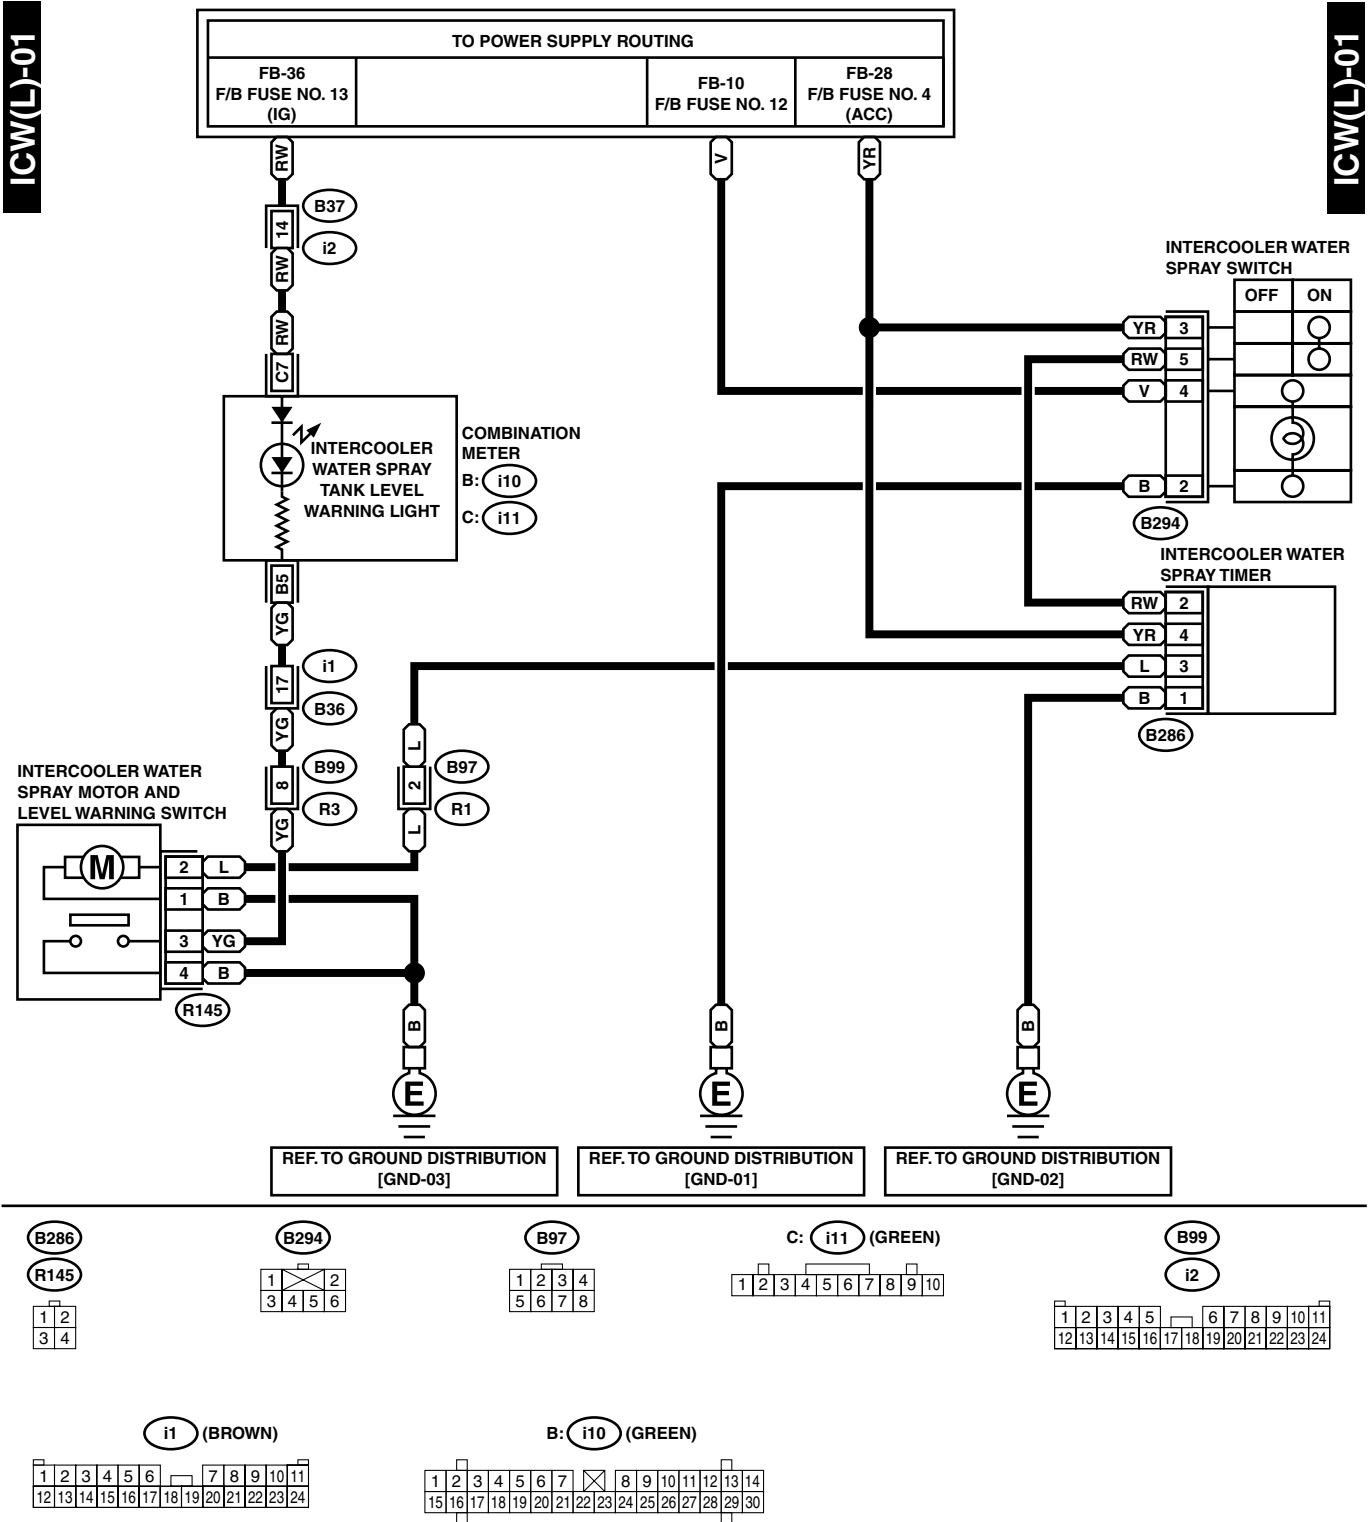 ICW(L)-01
ICW(L)-01
TO POWER SUPPLY ROUTING
FB-36
F/B FUSE NO. 13
(IG)
FB-10
F/B FUSE NO. 12
FB-28
F/B FUSE NO. 4
(ACC)
RW
V
YR
14
B37
i2
RW
RW
C7
INTERCOOLER WATER
SPRAY SWITCH
OFF ON
YR 3
RW 5
V 4
B 2
B294
INTERCOOLER
WATER SPRAY
TANK LEVEL
WARNING LIGHT
COMBINATION
METER
B: i10
C: i11
B5
YG
INTERCOOLER WATER
SPRAY TIMER
RW 2
YR 4
L 3
B 1
B286
17
i1
B36
YG
8
B99
R3
YG
L
2
B97
R1
L
INTERCOOLER WATER
SPRAY MOTOR AND
LEVEL WARNING SWITCH
M
2 L
1 B
3 YG
4 B
R145
B
B
B
E
E
E
REF. TO GROUND DISTRIBUTION
[GND-03]
REF. TO GROUND DISTRIBUTION
[GND-01]
REF. TO GROUND DISTRIBUTION
[GND-02]
B286
R145
1 2
3 4
B294
1 2
3 4 5 6
B97
1 2 3 4
5 6 7 8
C: i11 (GREEN)
1 2 3 4 5 6 7 8 9 10
B99
i2
1 2 3 4 5 6 7 8 9 10 11
12 13 14 15 16 17 18 19 20 21 22 23 24
i1 (BROWN)
1 2 3 4 5 6 7 8 9 10 11
12 13 14 15 16 17 18 19 20 21 22 23 24
B: i10 (GREEN)
1 2 3 4 5 6 7 8 9 10 11 12 13 14
15 16 17 18 19 20 21 22 23 24 25 26 27 28 29 30